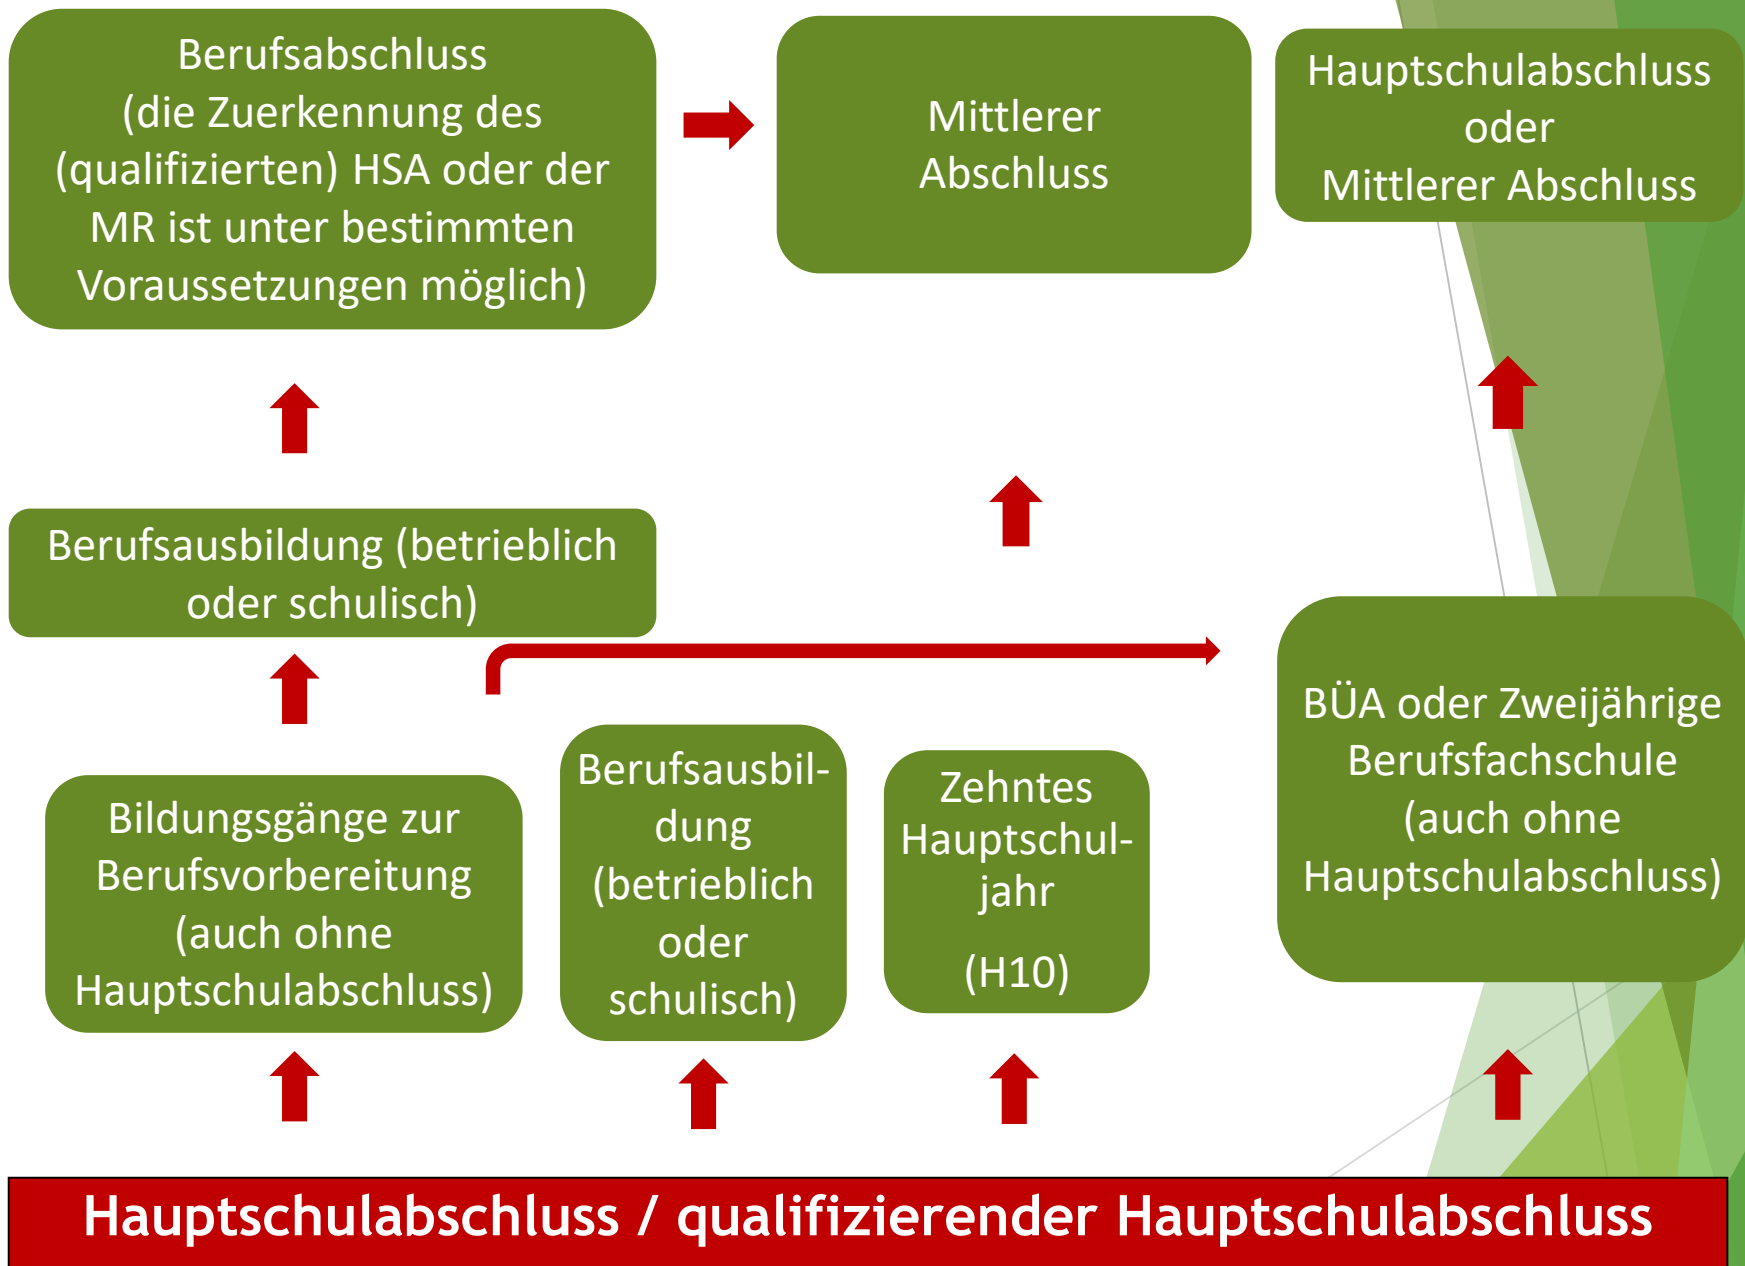 Berufsabschluss
(die Zuerkennung des
(qualifizierten) HSA oder der
MR ist unter bestimmten
Voraussetzungen möglich)
Mittlerer
Abschluss
Hauptschulabschluss
oder
Mittlerer Abschluss
Berufsausbildung (betrieblich
oder schulisch)
Bildungsgänge zur
Berufsvorbereitung
(auch ohne
Hauptschulabschluss)
Berufsausbil-
dung
(betrieblich
oder
schulisch)
Zehntes
Hauptschul-
jahr
(H10)
BÜA oder Zweijährige
Berufsfachschule
(auch ohne
Hauptschulabschluss)
Hauptschulabschluss / qualifizierender Hauptschulabschluss